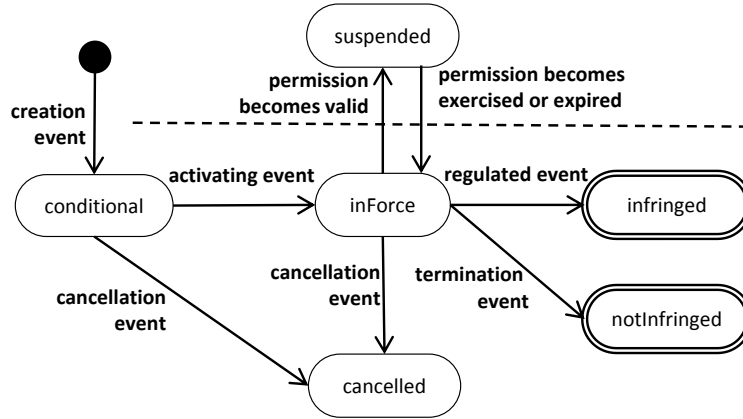 suspended
permission
becomes valid
permission becomes
exercised or expired
creation
event
activating event
regulated event
conditional
inForce
infringed
cancellation
event
cancellation
event
termination
event
notInfringed
cancelled